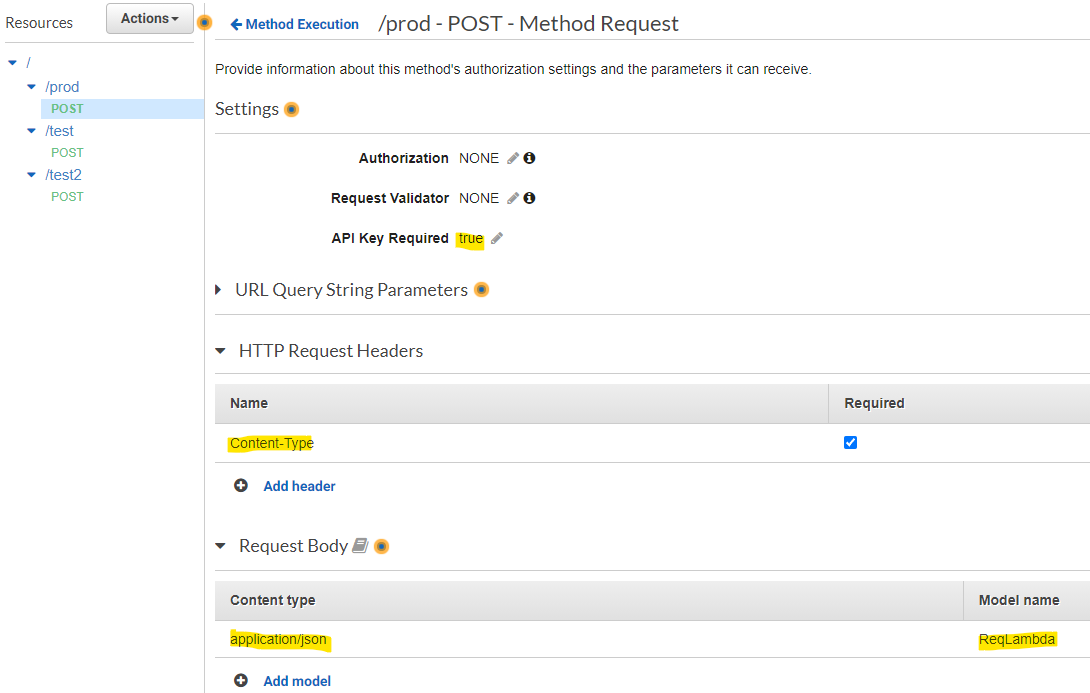 Resources
Actions
/
/prod
POST
/test
POST
/test2
POST
Method Execution
/prod - POST - Method Request
Provide information about this method's authorization settings and the parameters it can receive.
Settings
Authorization NONE
Request Validator NONE
API Key Required true
URL Query String Parameters
HTTP Request Headers
Name Required
Content-Type
Add header
Request Body
Content type Model name
application/json ReqLambda
Add model